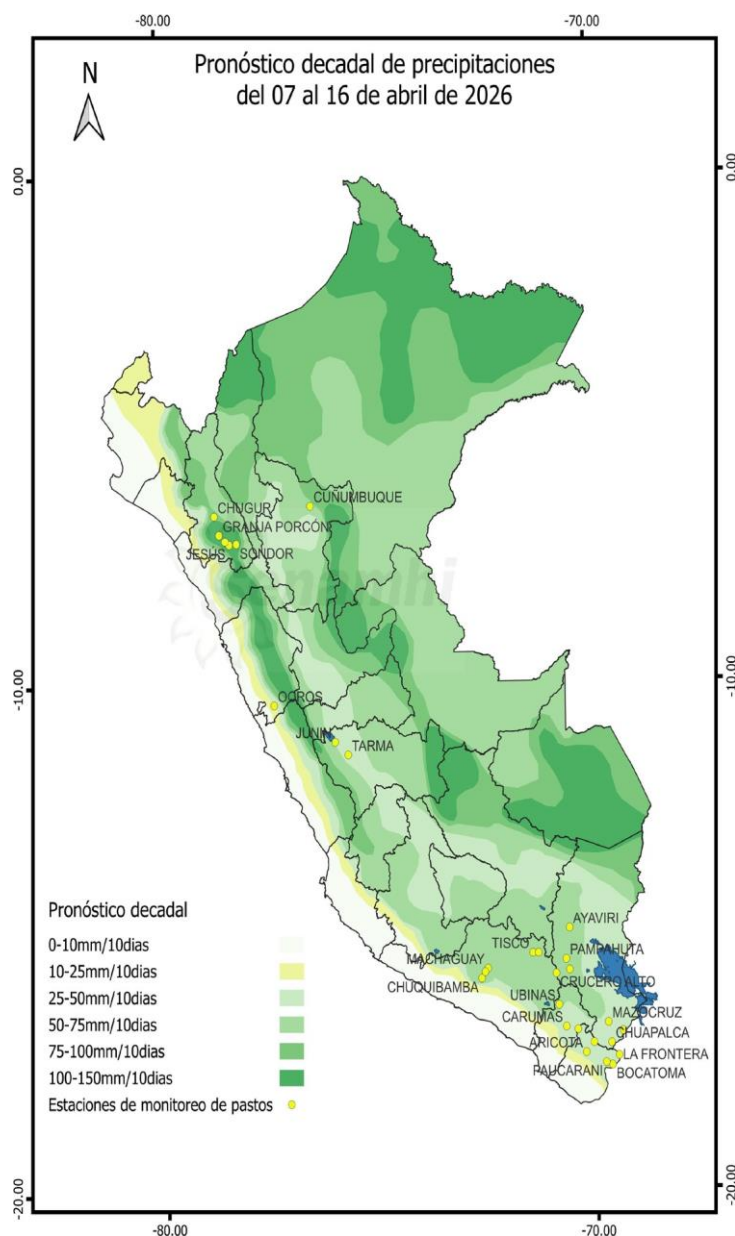 -80.00
-70.00
N
Pronóstico decadal de precipitaciones
del 07 al 16 de abril de 2026
0.00
0.00
CUÑUMBUQUE
CHUGUR
GRANJA PORCÓN
JESÚS
SONDOR
senamhi
-10.00
-10.00
OCROS
JUNIN
TARMA
Pronóstico decadal
0-10mm/10dias
10-25mm/10dias
25-50mm/10dias
50-75mm/10dias
75-100mm/10dias
100-150mm/10dias
Estaciones de monitoreo de pastos
AYAVIRI
TISCO
PAMPAHUTA
MACHAGUAY
CRUCERO ALTO
CHUQUIBAMBA
UBINAS
MAZOCRUZ
CARUMAS
CHUAPALCA
ARICOTA
LA FRONTERA
PAUCARANI
BOCATOMA
-20.00
-20.00
-80.00
-70.00